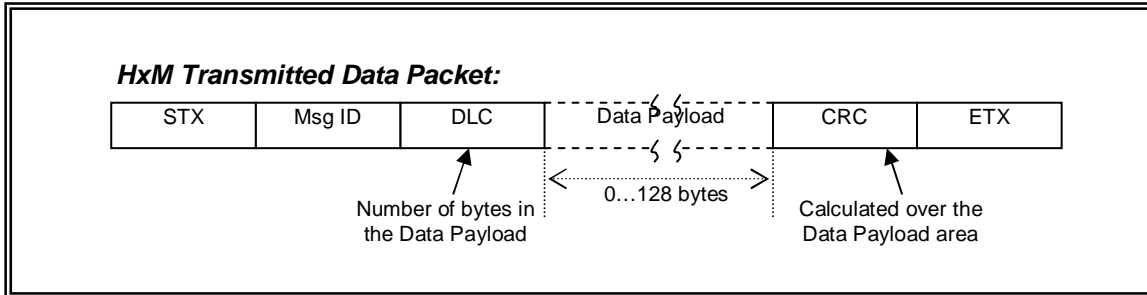 HxM Transmitted Data Packet:
STX Msg ID DLC Data Payload CRC ETX
0…128 bytes
Number of bytes in
the Data Payload
Calculated over the
Data Payload area